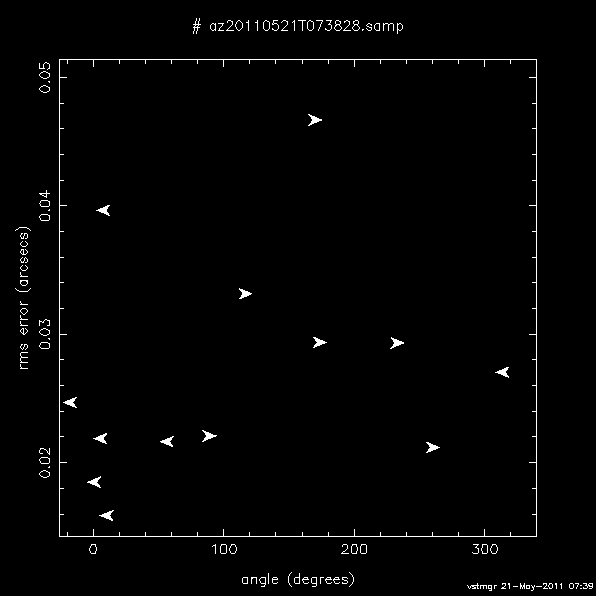 # az20110521T073828.samp
0.05
0.04
0.03
0.02
rms error (arcsecs)
0 100 200 300
angle (degrees)
vstmgr 21-May-2011 07:39